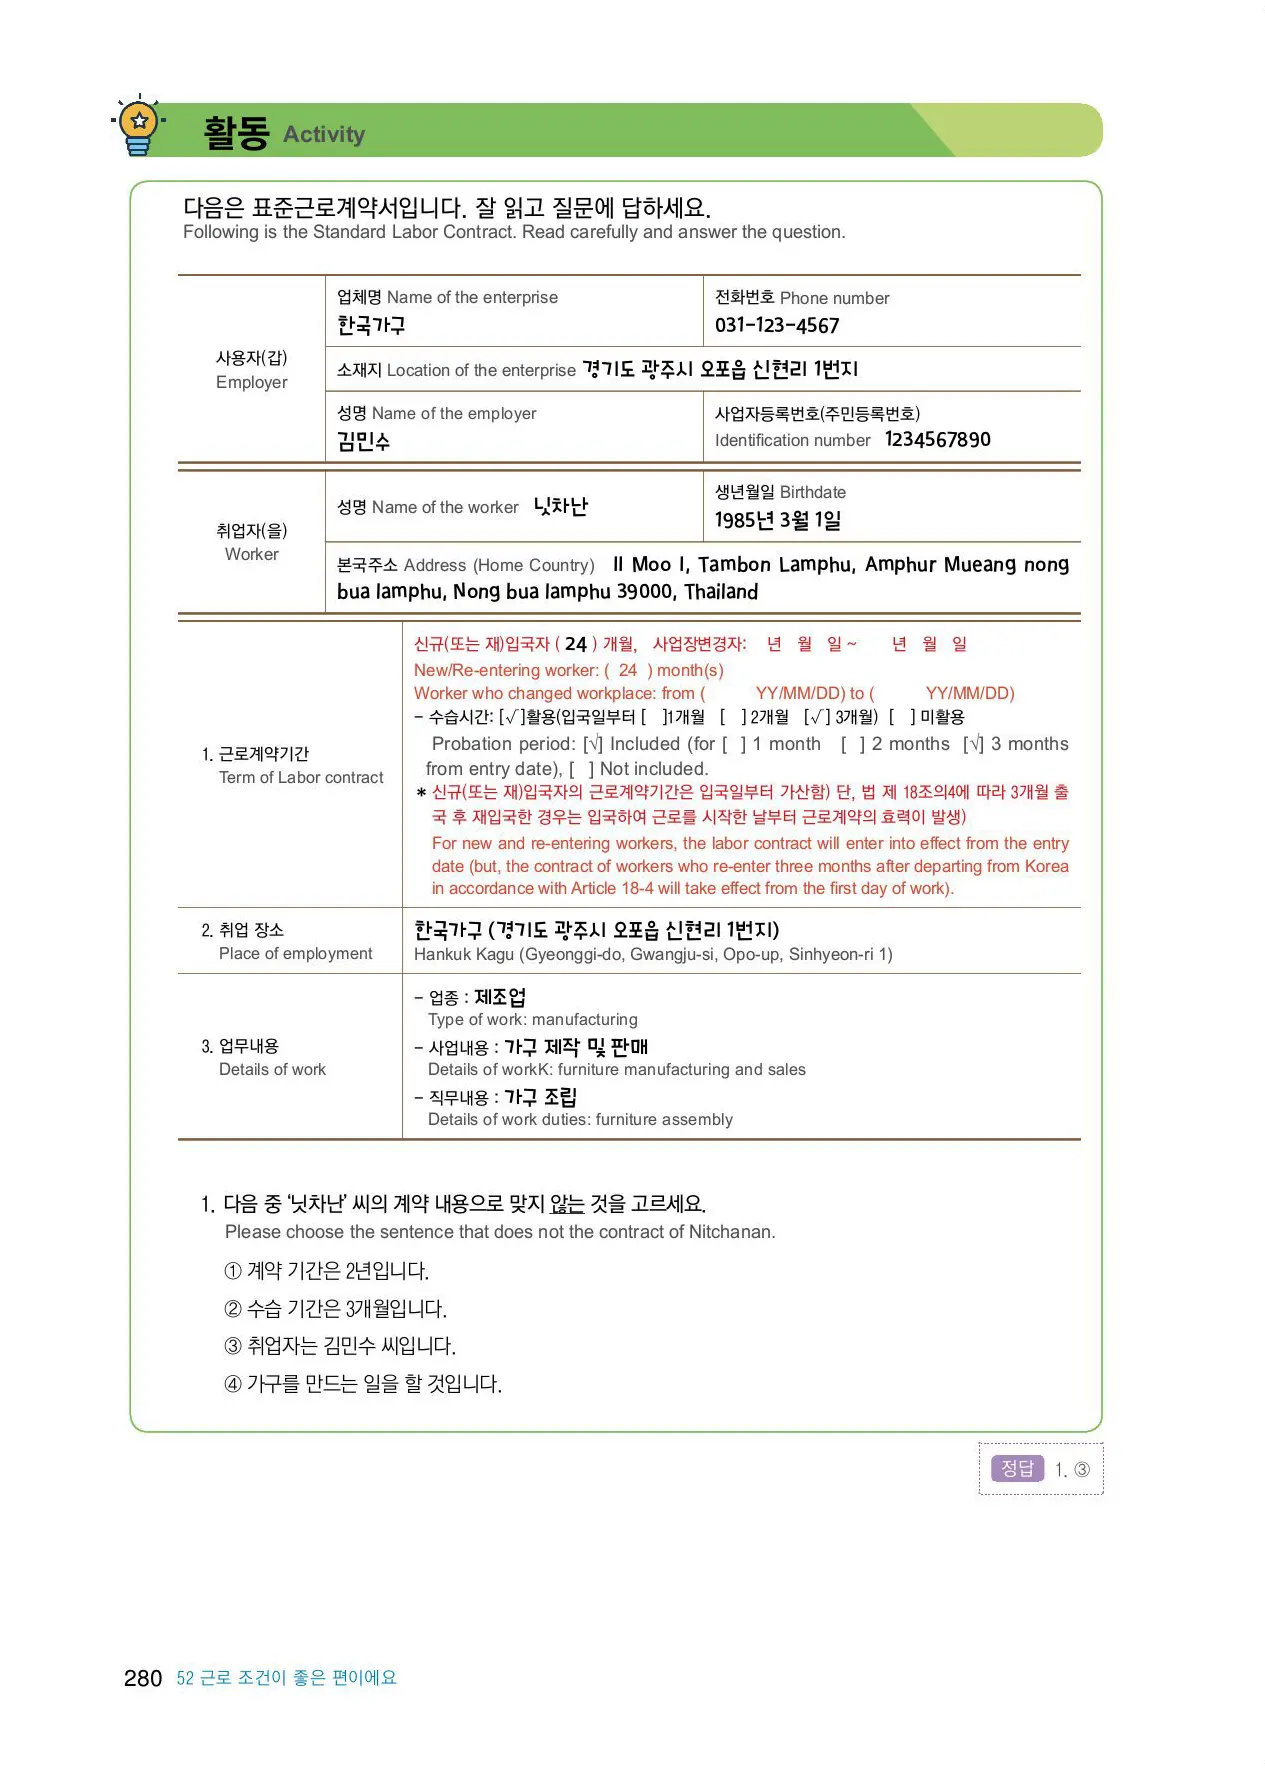 활동 Activity
다음은 표준근로계약서입니다. 잘 읽고 질문에 답하세요.
Following is the Standard Labor Contract. Read carefully and answer the question.
사용자(갑)
Employer
업체명 Name of the enterprise
한국가구
전화번호 Phone number
031-123-4567
소재지 Location of the enterprise 경기도 광주시 오포읍 신현리 1번지
성명 Name of the employer
김민수
사업자등록번호(주민등록번호)
Identification number 1234567890
취업자(을)
Worker
성명 Name of the worker 닛차난
생년월일 Birthdate
1985년 3월 1일
본국주소 Address (Home Country) II Moo I, Tambon Lamphu, Amphur Mueang nong
bua lamphu, Nong bua lamphu 39000, Thailand
1. 근로계약기간
Term of Labor contract
신규(또는 재)입국자 ( 24 ) 개월, 사업장변경자: 년 월 일 ~ 년 월 일
New/Re-entering worker: ( 24 ) month(s)
Worker who changed workplace: from ( YY/MM/DD) to ( YY/MM/DD)
- 수습시간: [√]활용(입국일부터 [ ]1개월 [ ] 2개월 [√] 3개월) [ ] 미활용
Probation period: [√] Included (for [ ] 1 month [ ] 2 months [√] 3 months
from entry date), [ ] Not included.
* 신규(또는 재)입국자의 근로계약기간은 입국일부터 가산함) 단, 법 제 18조의4에 따라 3개월 출
국 후 재입국한 경우는 입국하여 근로를 시작한 날부터 근로계약의 효력이 발생)
For new and re-entering workers, the labor contract will enter into effect from the entry
date (but, the contract of workers who re-enter three months after departing from Korea
in accordance with Article 18-4 will take effect from the first day of work).
2. 취업 장소
Place of employment
한국가구 (경기도 광주시 오포읍 신현리 1번지)
Hankuk Kagu (Gyeonggi-do, Gwangju-si, Opo-up, Sinhyeon-ri 1)
3. 업무내용
Details of work
- 업종 : 제조업
Type of work: manufacturing
- 사업내용 : 가구 제작 및 판매
Details of workK: furniture manufacturing and sales
- 직무내용 : 가구 조립
Details of work duties: furniture assembly
1. 다음 중 ‘닛차난’ 씨의 계약 내용으로 맞지 않는 것을 고르세요.
Please choose the sentence that does not the contract of Nitchanan.
① 계약 기간은 2년입니다.
② 수습 기간은 3개월입니다.
③ 취업자는 김민수 씨입니다.
④ 가구를 만드는 일을 할 것입니다.
정답 1. ③
280 52 근로 조건이 좋은 편이에요